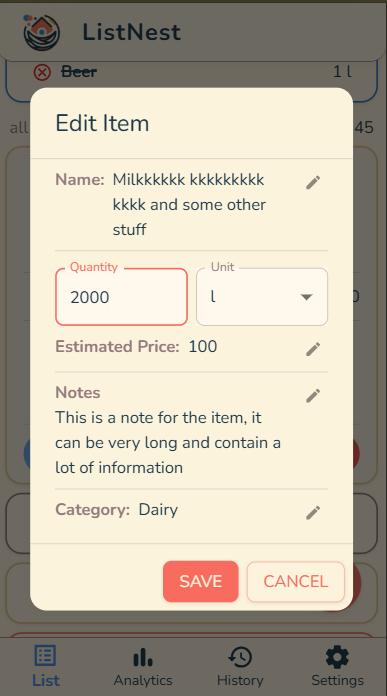 ListNest
Beer 1 l
Edit Item
all 45
Name: Milkkkkkk kkkkkkkkk
kkkk and some other
stuff
Quantity Unit
2000 l
0
Estimated Price: 100
Notes
This is a note for the item, it
can be very long and contain a
lot of information
Category: Dairy
SAVE CANCEL
List Analytics History Settings